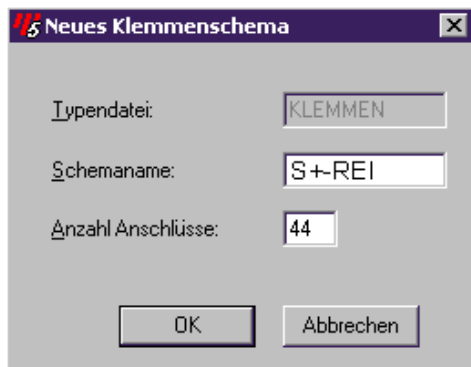 Neues Klemmenschema
Typendatei: KLEMMEN
Schemaname: S+-REI
Anzahl Anschlüsse: 44
OK Abbrechen